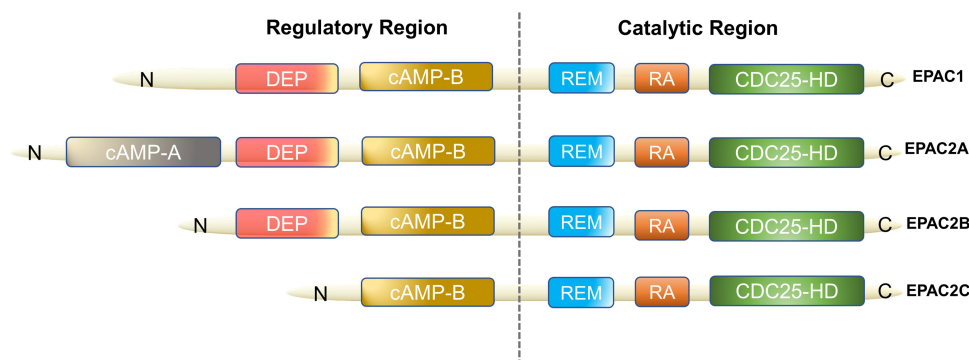 Regulatory Region Catalytic Region
N DEP cAMP-B REM RA CDC25-HD C EPAC1
N cAMP-A DEP cAMP-B REM RA CDC25-HD C EPAC2A
N DEP cAMP-B REM RA CDC25-HD C EPAC2B
N cAMP-B REM RA CDC25-HD C EPAC2C